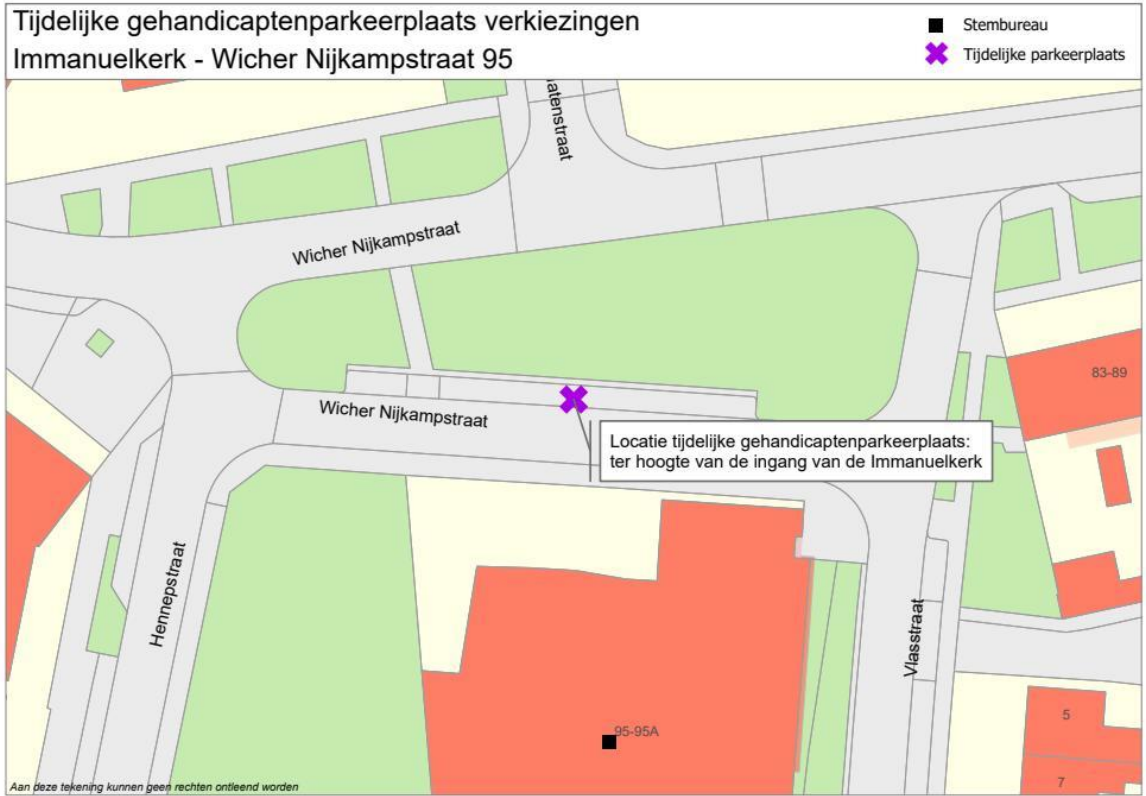 Tijdelijke gehandicaptenparkeerplaats verkiezingen
Immanuelkerk - Wicher Nijkampstraat 95
Stembureau
Tijdelijke parkeerplaats
atenstraat
Wicher Nijkampstraat
83-89
Wicher Nijkampstraat
Locatie tijdelijke gehandicaptenparkeerplaats:
ter hoogte van de ingang van de Immanuelkerk
Hennepstraat
Vlasstraat
95-95A
5
7
Aan deze tekening kunnen geen rechten ontleend worden